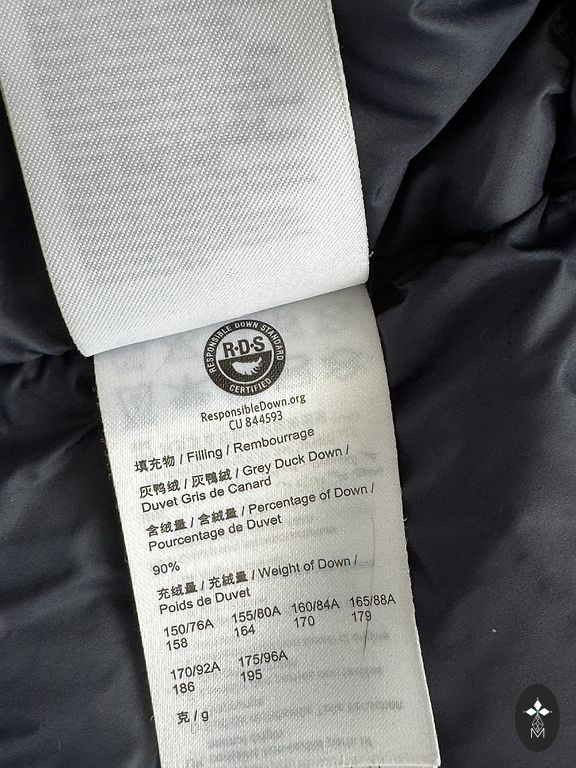 RESPONSIBLE DOWN STANDARD
R·D·S
CERTIFIED
ResponsibleDown.org
CU 844593
填充物 / Filling / Rembourrage
灰鸭绒 / 灰鴨絨 / Grey Duck Down /
Duvet Gris de Canard
含绒量 / 含絨量 / Percentage of Down /
Pourcentage de Duvet
90%
充绒量 / 充絨量 / Weight of Down /
Poids de Duvet
150/76A 155/80A 160/84A 165/88A
158 164 170 179
170/92A 175/96A
186 195
克 / g
M